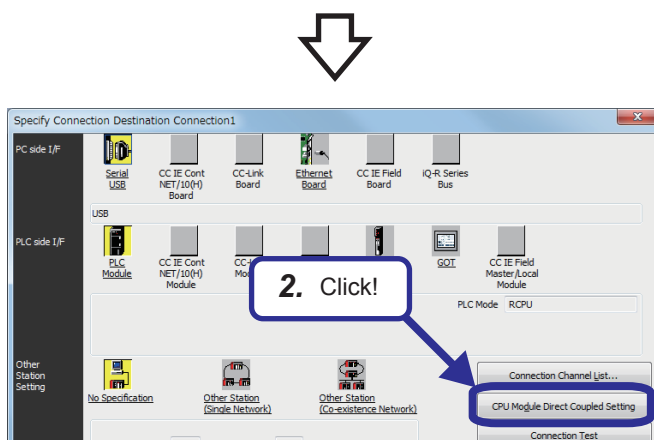 Specify Connection Destination Connection1
PC side I/F
Serial
USB
CC IE Cont
NET/10(H)
Board
CC-Link
Board
Ethernet
Board
CC IE Field
Board
iQ-R Series
Bus
USB
PLC side I/F
PLC
Module
CC IE Cont
NET/10(H)
Module
GOT
CC IE Field
Master/Local
Module
2. Click!
PLC Mode RCPU
Other
Station
Setting
No Specification
Other Station
(Single Network)
Other Station
(Co-existence Network)
Connection Channel List...
CPU Module Direct Coupled Setting
Connection Test